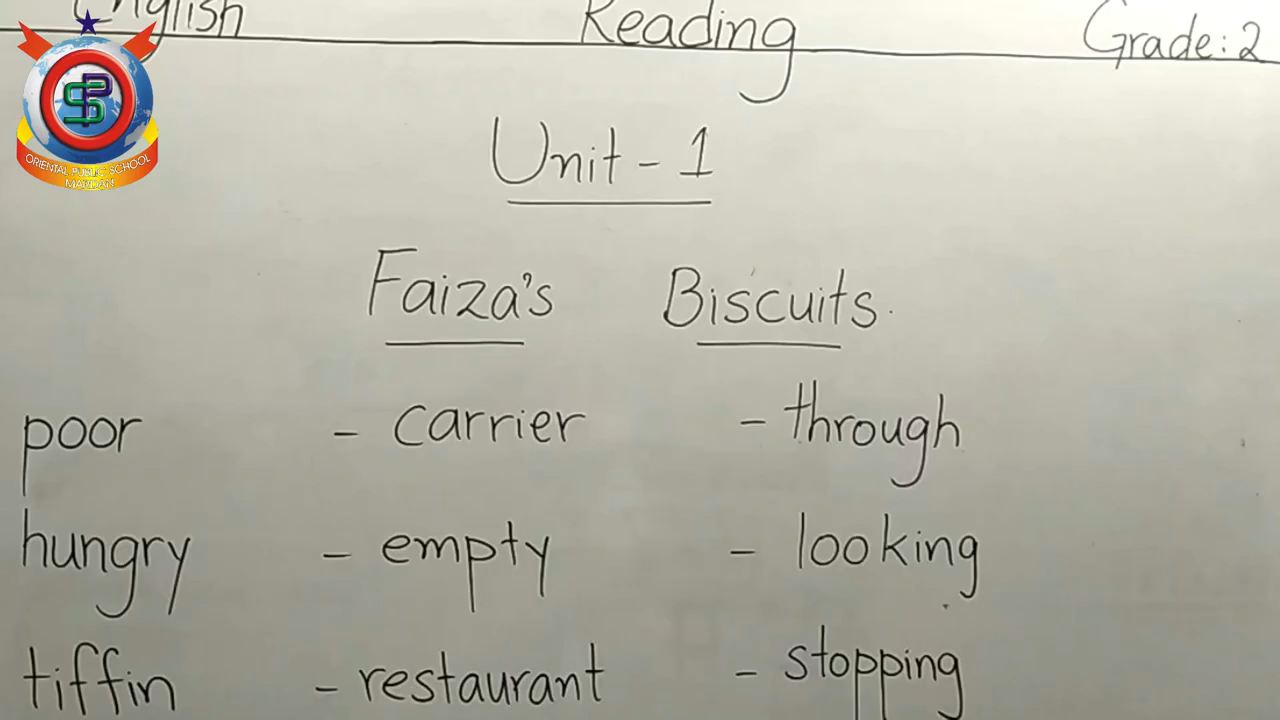 English Reading Grade: 2
ORIENTAL PUBLIC SCHOOL
MARDAN
Unit - 1
Faiza's Biscuits.
poor - carrier - through
hungry - empty - looking
tiffin - restaurant - stopping